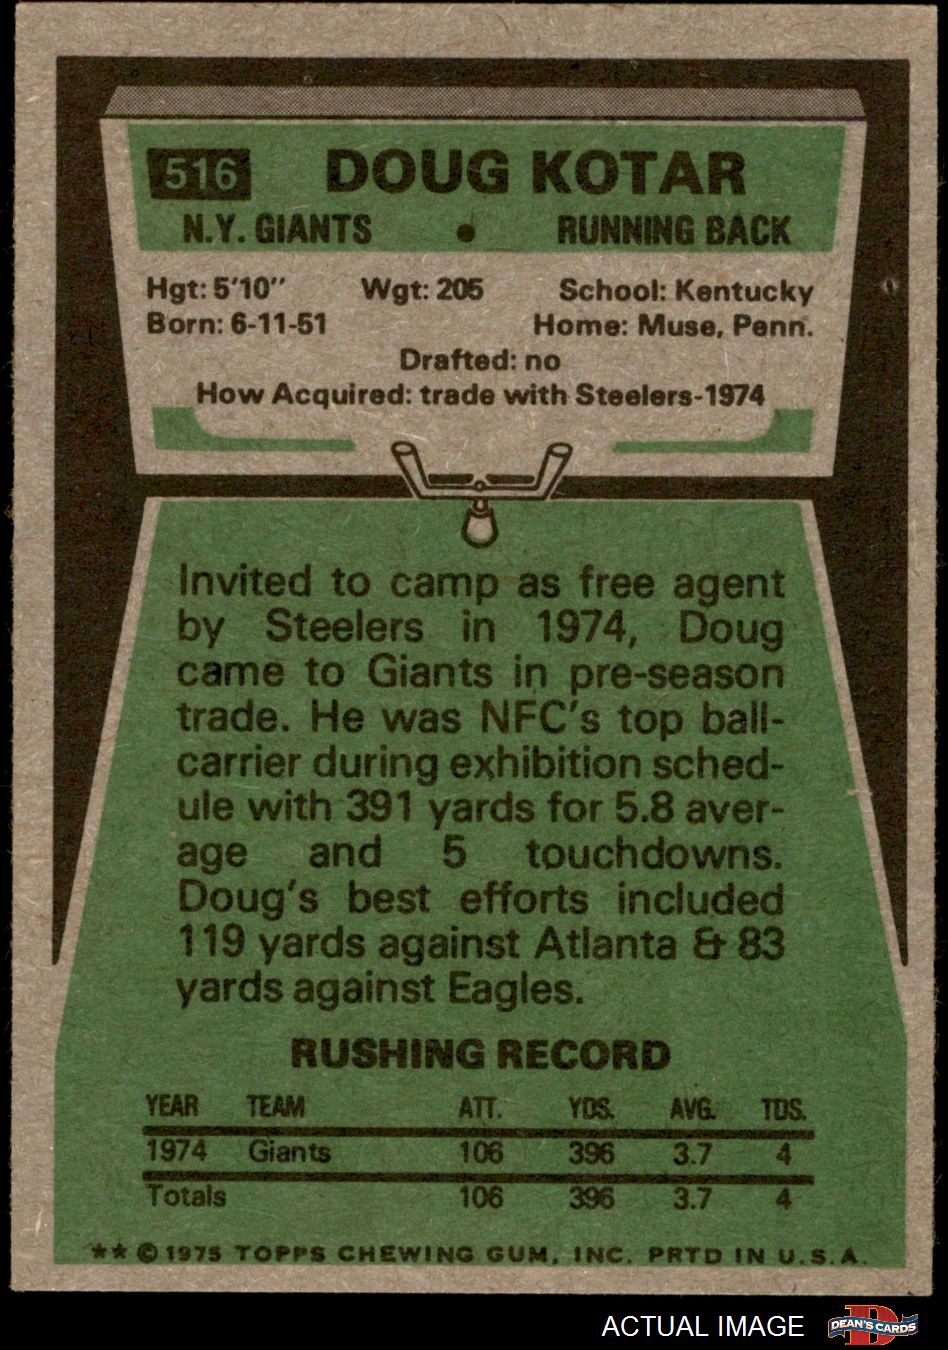 516 DOUG KOTAR
N.Y. GIANTS • RUNNING BACK
Hgt: 5'10" Wgt: 205 School: Kentucky
Born: 6-11-51 Home: Muse, Penn.
Drafted: no
How Acquired: trade with Steelers-1974
Invited to camp as free agent
by Steelers in 1974, Doug
came to Giants in pre-season
trade. He was NFC's top ball-
carrier during exhibition sched-
ule with 391 yards for 5.8 aver-
age and 5 touchdowns.
Doug's best efforts included
119 yards against Atlanta & 83
yards against Eagles.
RUSHING RECORD
YEAR TEAM ATT. YDS. AVG. TDS.
1974 Giants 106 396 3.7 4
Totals 106 396 3.7 4
** © 1975 TOPPS CHEWING GUM, INC. PRTD IN U.S.A.
ACTUAL IMAGE DEAN'S CARDS